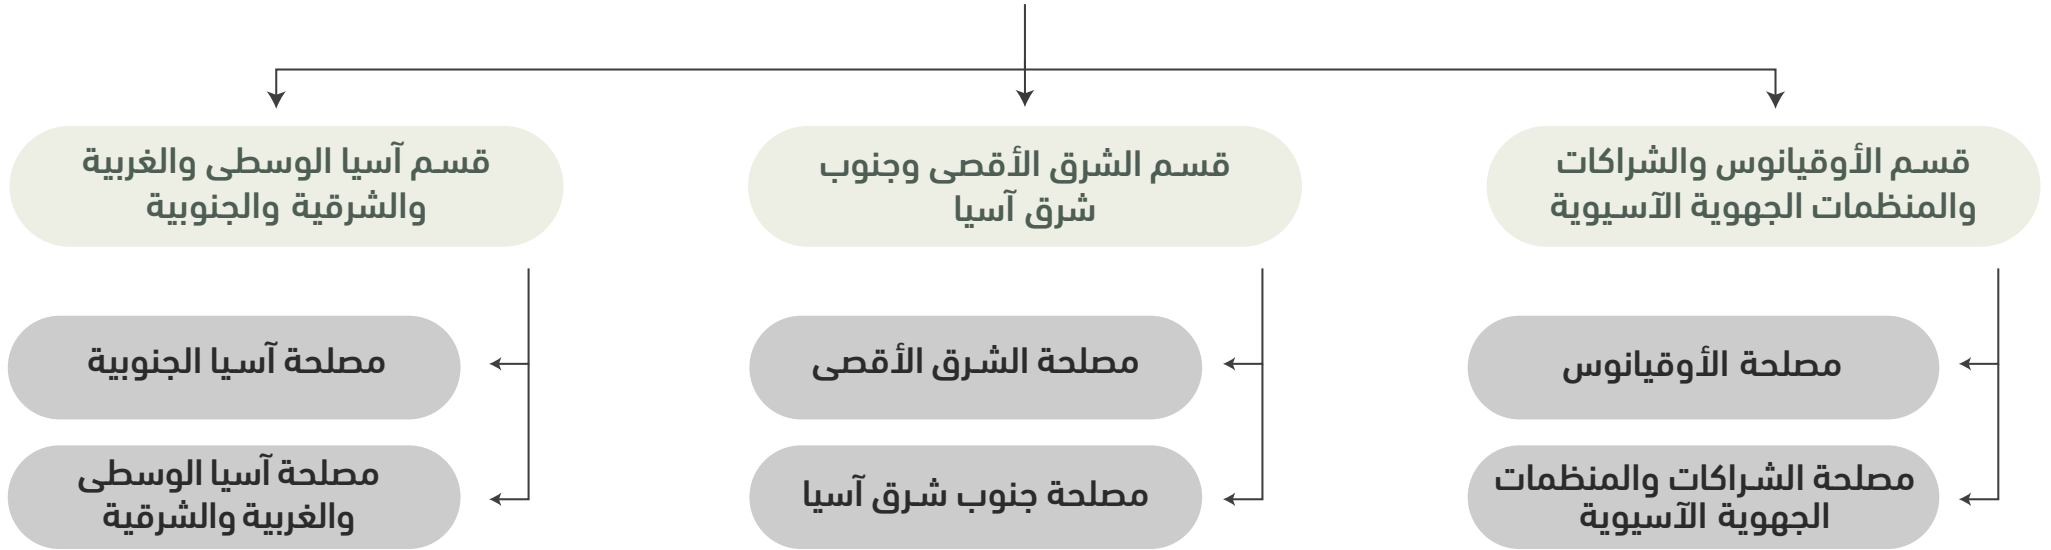 قسم الأوقيانوس والشراكات
والمنظمات الجهوية الآسيوية
مصلحة الأوقيانوس
مصلحة الشراكات والمنظمات
الجهوية الآسيوية
قسم الشرق الأقصى وجنوب
شرق آسيا
مصلحة الشرق الأقصى
مصلحة جنوب شرق آسيا
قسم آسيا الوسطى والغربية
والشرقية والجنوبية
مصلحة آسيا الجنوبية
مصلحة آسيا الوسطى
والغربية والشرقية